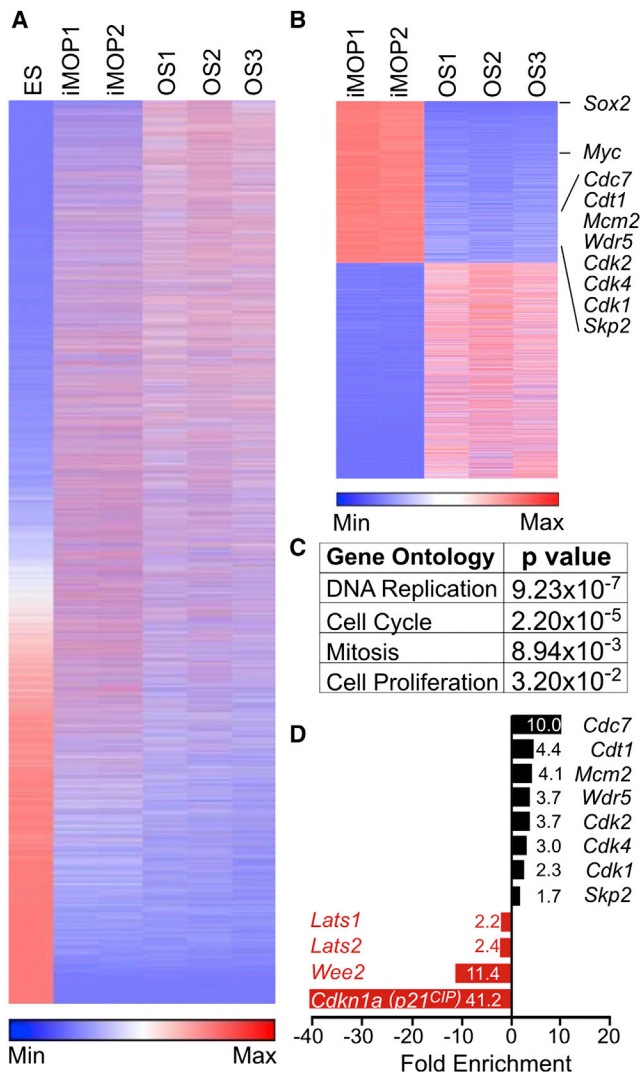 A
ES
iMOP1
iMOP2
OS1
OS2
OS3
Min
Max
B
iMOP1
iMOP2
OS1
OS2
OS3
Sox2
Myc
Cdc7
Cdt1
Mcm2
Wdr5
Cdk2
Cdk4
Cdk1
Skp2
Min
Max
C
Gene Ontology p value
DNA Replication 9.23x10⁻⁷
Cell Cycle 2.20x10⁻⁵
Mitosis 8.94x10⁻³
Cell Proliferation 3.20x10⁻²
D
10.0 Cdc7
4.4 Cdt1
4.1 Mcm2
3.7 Wdr5
3.7 Cdk2
3.0 Cdk4
2.3 Cdk1
1.7 Skp2
Lats1 2.2
Lats2 2.4
Wee2 11.4
Cdkn1a (p21ᶜᴵᴾ) 41.2
-40 -30 -20 -10 0 10 20
Fold Enrichment